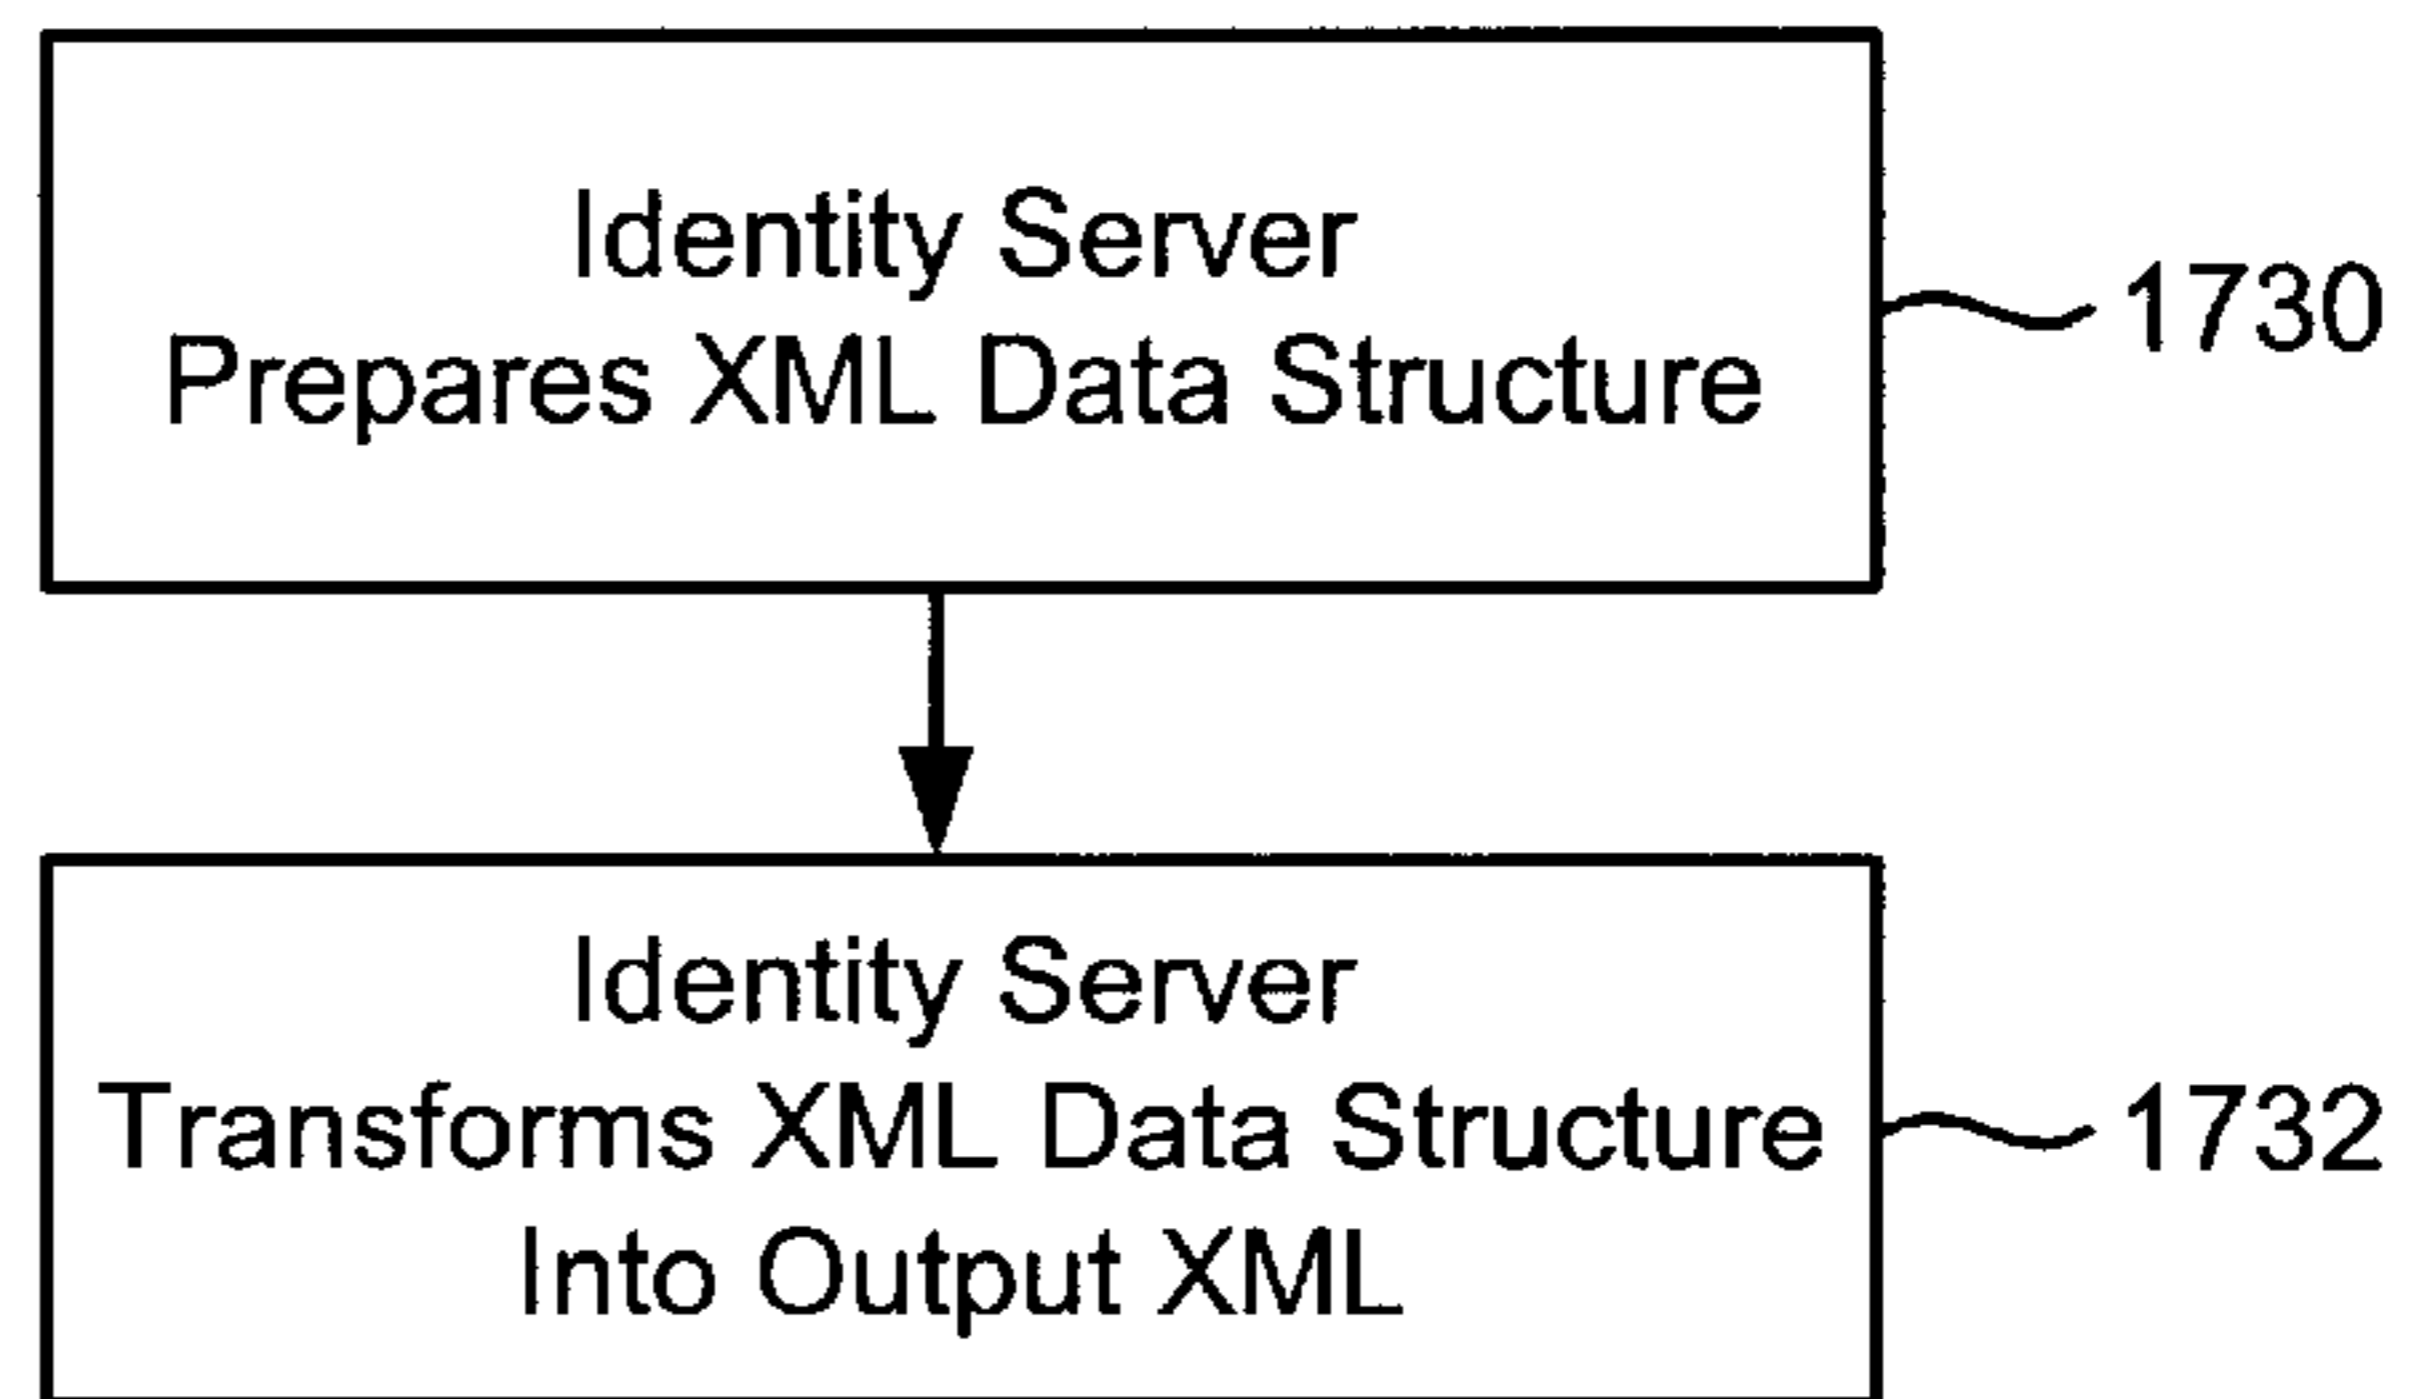 Identity Server
Prepares XML Data Structure
1730
Identity Server
Transforms XML Data Structure
Into Output XML
1732